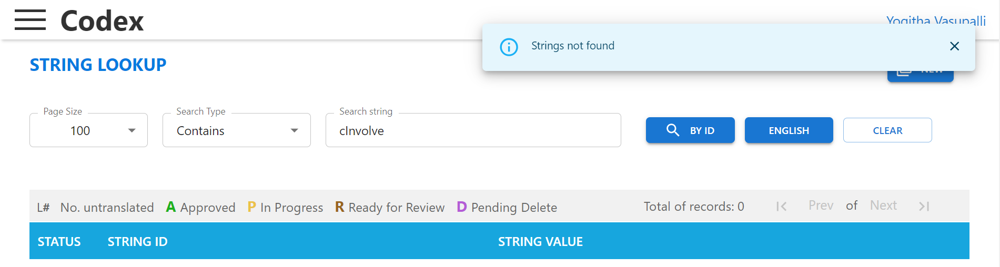 Codex
Yogitha Vasupalli
Strings not found
STRING LOOKUP
NEW
Page Size
100
Search Type
Contains
Search string
cInvolve
BY ID
ENGLISH
CLEAR
L# No. untranslated A Approved P In Progress R Ready for Review D Pending Delete Total of records: 0 Prev of Next
STATUS STRING ID STRING VALUE